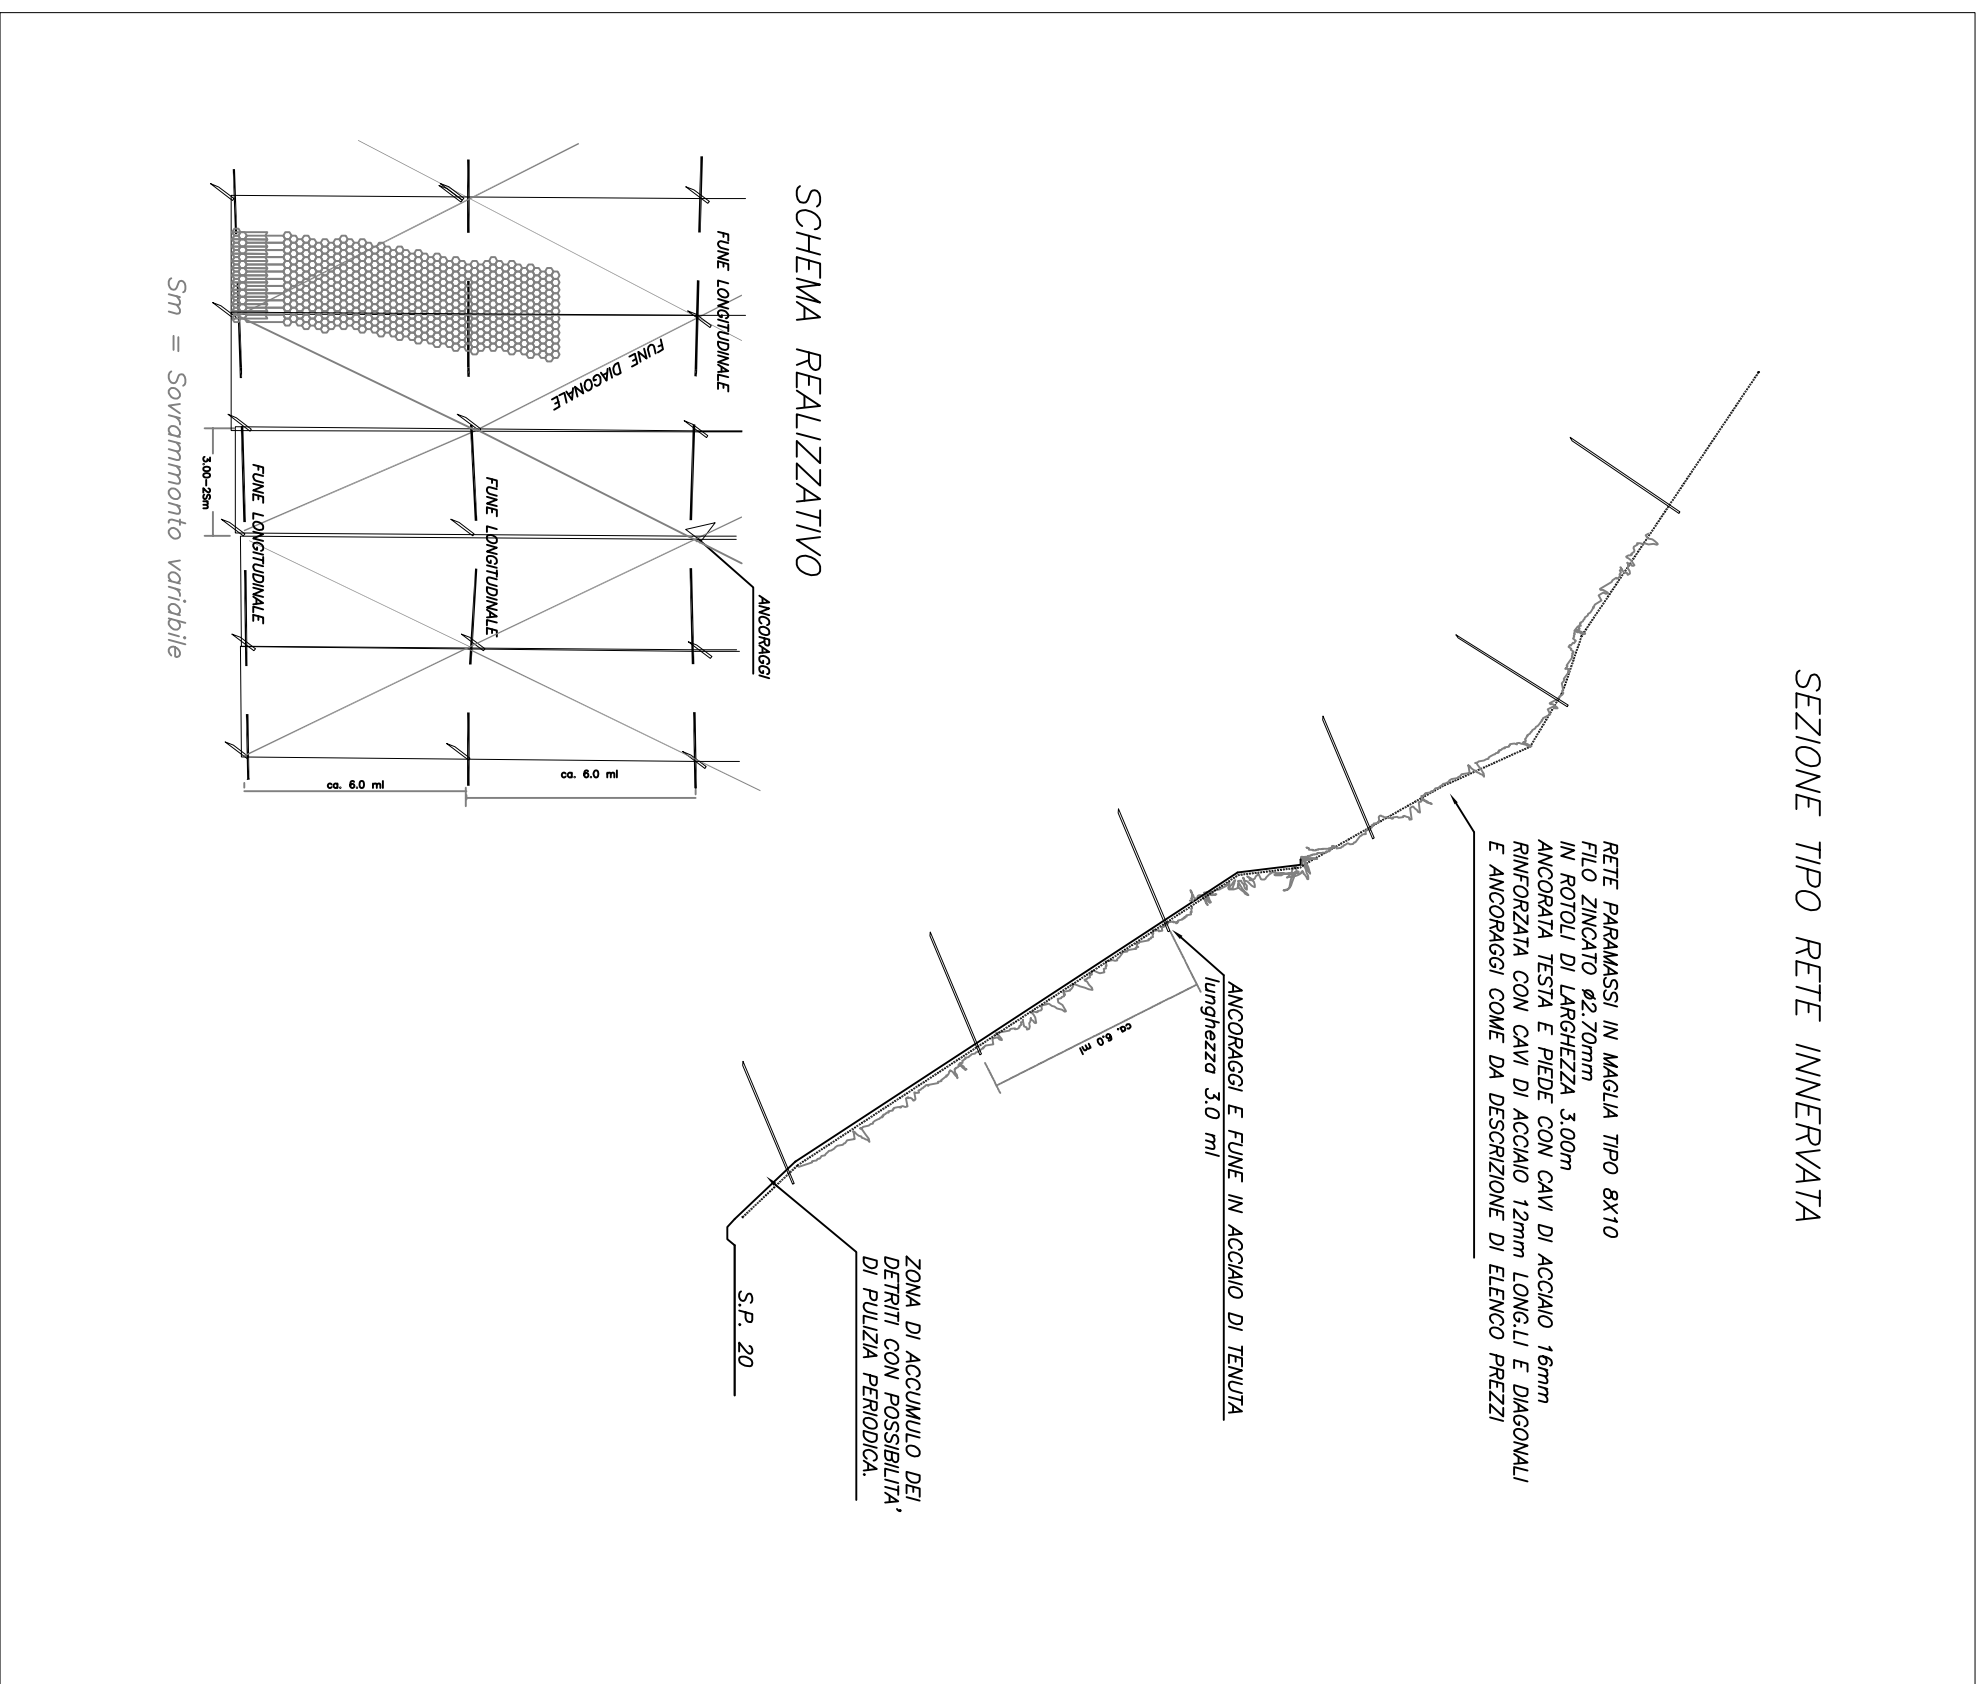 SEZIONE TIPO RETE INNERVATA
RETE PARAMASSI IN MAGLIA TIPO 8X10
FILO ZINCATO ø2.70mm
IN ROTOLI DI LARGHEZZA 3.00m
ANCORATA TESTA E PIEDE CON CAVI DI ACCIAIO 16mm
RINFORZATA CON CAVI DI ACCIAIO 12mm LONG.LI E DIAGONALI
E ANCORAGGI COME DA DESCRIZIONE DI ELENCO PREZZI
ANCORAGGI E FUNE IN ACCIAIO DI TENUTA
lunghezza 3.0 ml
ca. 6.0 ml
ZONA DI ACCUMULO DEI
DETRITI CON POSSIBILITA'
DI PULIZIA PERIODICA.
S.P. 20
SCHEMA REALIZZATIVO
ANCORAGGI
FUNE LONGITUDINALE
FUNE DIAGONALE
ca. 6.0 ml
FUNE LONGITUDINALE
ca. 6.0 ml
FUNE LONGITUDINALE
3.00-2Sm
Sm = Sovrammonto variabile